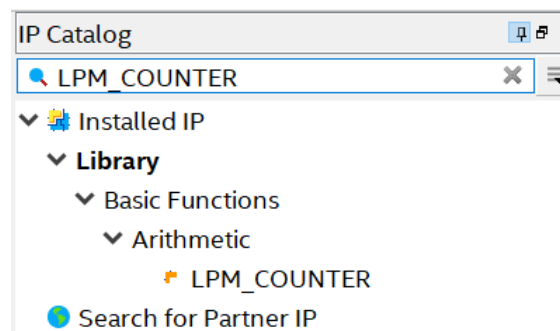 IP Catalog
LPM_COUNTER
Installed IP
Library
Basic Functions
Arithmetic
LPM_COUNTER
Search for Partner IP